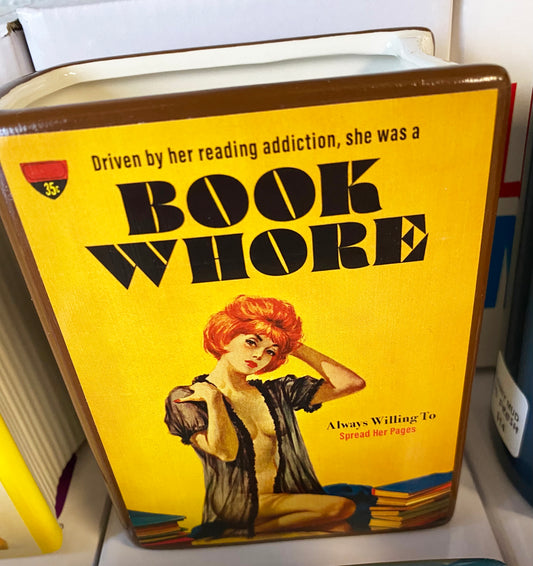 Driven by her reading addiction, she was a
35¢
BOOK
WHORE
Always Willing To
Spread Her Pages